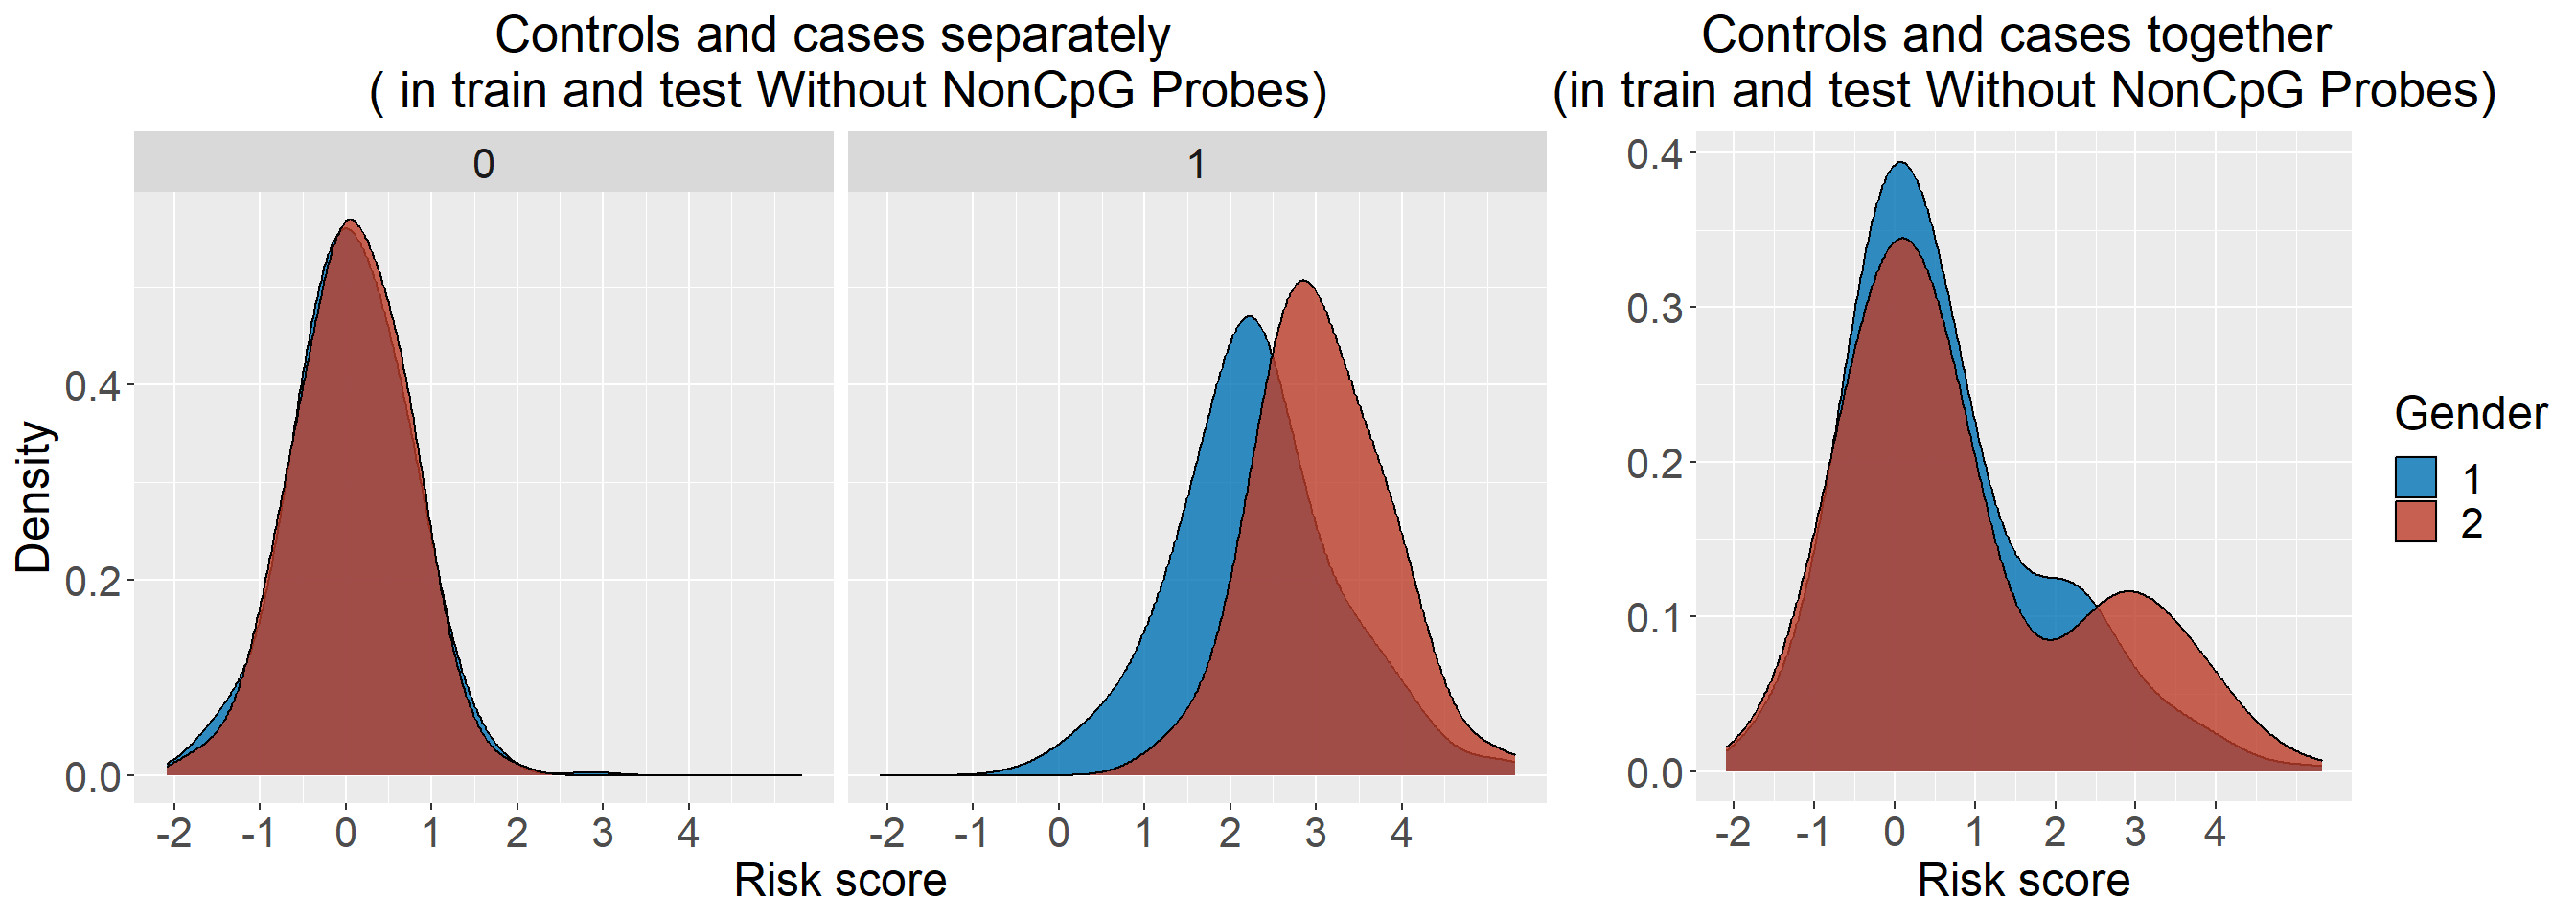 Controls and cases separately
( in train and test Without NonCpG Probes)
0
1
Density
0.4
0.2
0.0
-2 -1 0 1 2 3 4
-2 -1 0 1 2 3 4
Risk score
Controls and cases together
(in train and test Without NonCpG Probes)
0.4
0.3
0.2
0.1
0.0
-2 -1 0 1 2 3 4
Risk score
Gender
1
2